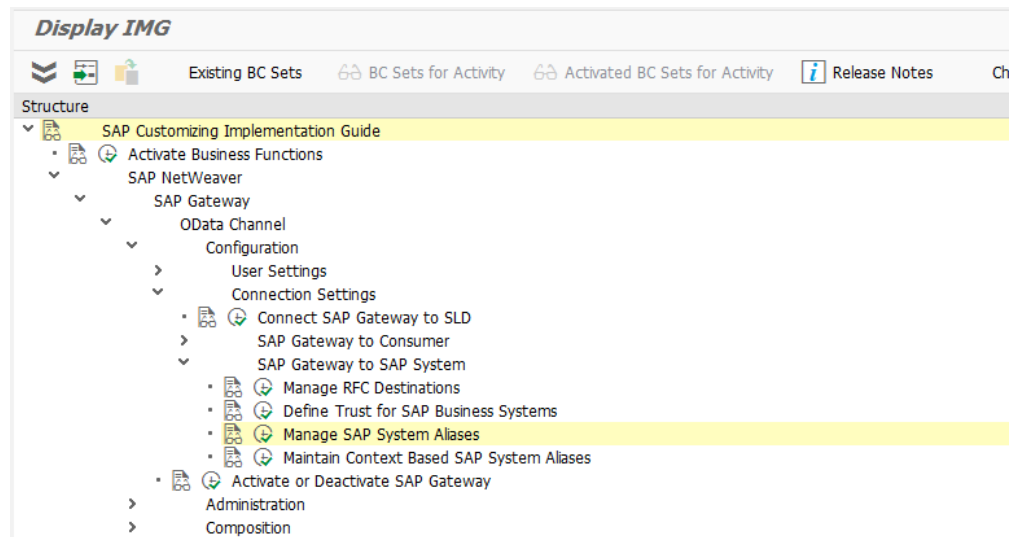 Display IMG
Existing BC Sets BC Sets for Activity Activated BC Sets for Activity Release Notes Ch
Structure
SAP Customizing Implementation Guide
Activate Business Functions
SAP NetWeaver
SAP Gateway
OData Channel
Configuration
User Settings
Connection Settings
Connect SAP Gateway to SLD
SAP Gateway to Consumer
SAP Gateway to SAP System
Manage RFC Destinations
Define Trust for SAP Business Systems
Manage SAP System Aliases
Maintain Context Based SAP System Aliases
Activate or Deactivate SAP Gateway
Administration
Composition